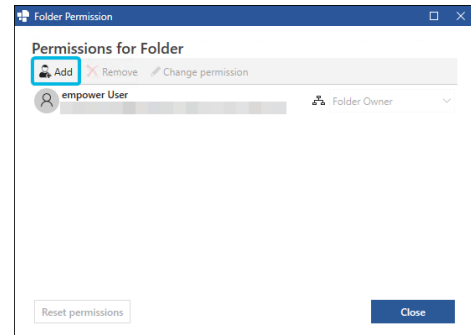 Folder Permission
Permissions for Folder
Add Remove Change permission
empower User
Folder Owner
Reset permissions Close